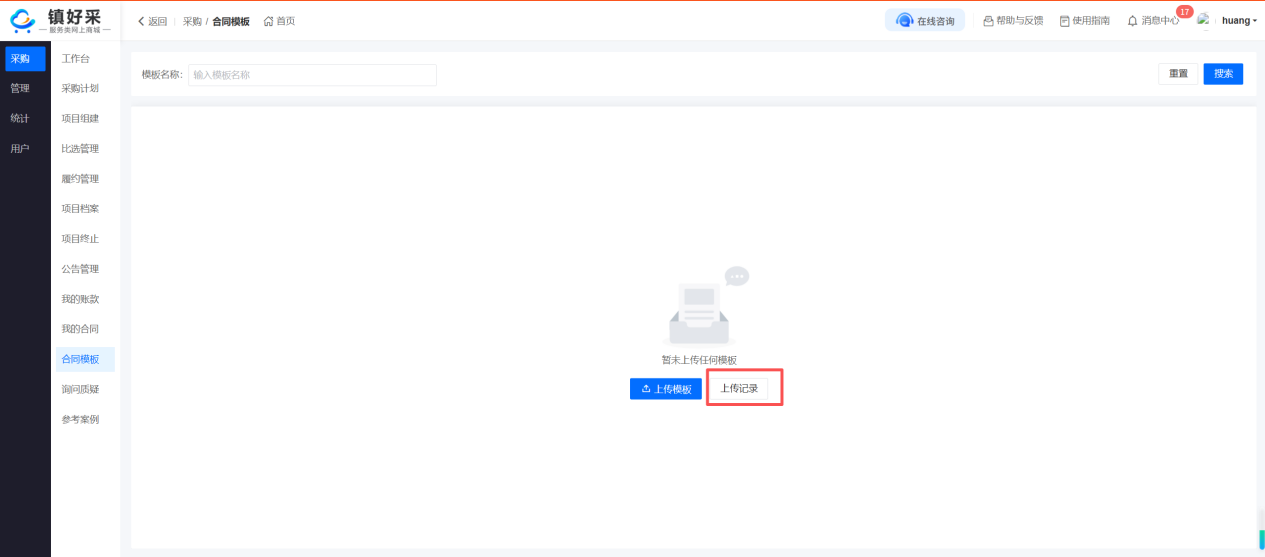 镇好采
服务类网上商城
返回
采购 / 合同模板
首页
在线咨询
帮助与反馈
使用指南
消息中心
17
huang
采购
管理
统计
用户
工作台
采购计划
项目组建
比选管理
履约管理
项目档案
项目终止
公告管理
我的账款
我的合同
合同模板
询问质疑
参考案例
模板名称:
输入模板名称
重置
搜索
暂未上传任何模板
上传模板
上传记录